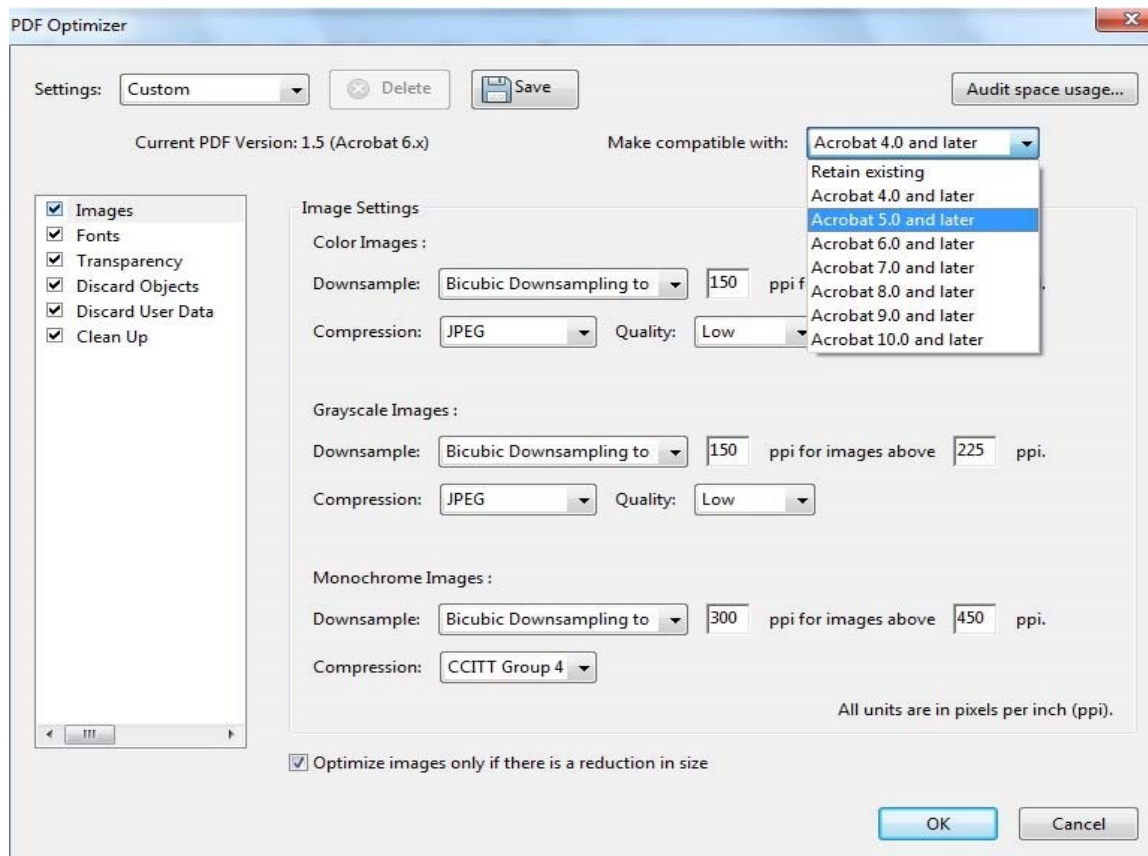 PDF Optimizer
Settings: Custom Delete Save Audit space usage...
Current PDF Version: 1.5 (Acrobat 6.x) Make compatible with: Acrobat 4.0 and later
Retain existing
Acrobat 4.0 and later
Acrobat 5.0 and later
Acrobat 6.0 and later
Acrobat 7.0 and later
Acrobat 8.0 and later
Acrobat 9.0 and later
Acrobat 10.0 and later
Images
Fonts
Transparency
Discard Objects
Discard User Data
Clean Up
Image Settings
Color Images :
Downsample: Bicubic Downsampling to 150 ppi
Compression: JPEG Quality: Low
Grayscale Images :
Downsample: Bicubic Downsampling to 150 ppi for images above 225 ppi.
Compression: JPEG Quality: Low
Monochrome Images :
Downsample: Bicubic Downsampling to 300 ppi for images above 450 ppi.
Compression: CCITT Group 4
All units are in pixels per inch (ppi).
Optimize images only if there is a reduction in size
OK Cancel